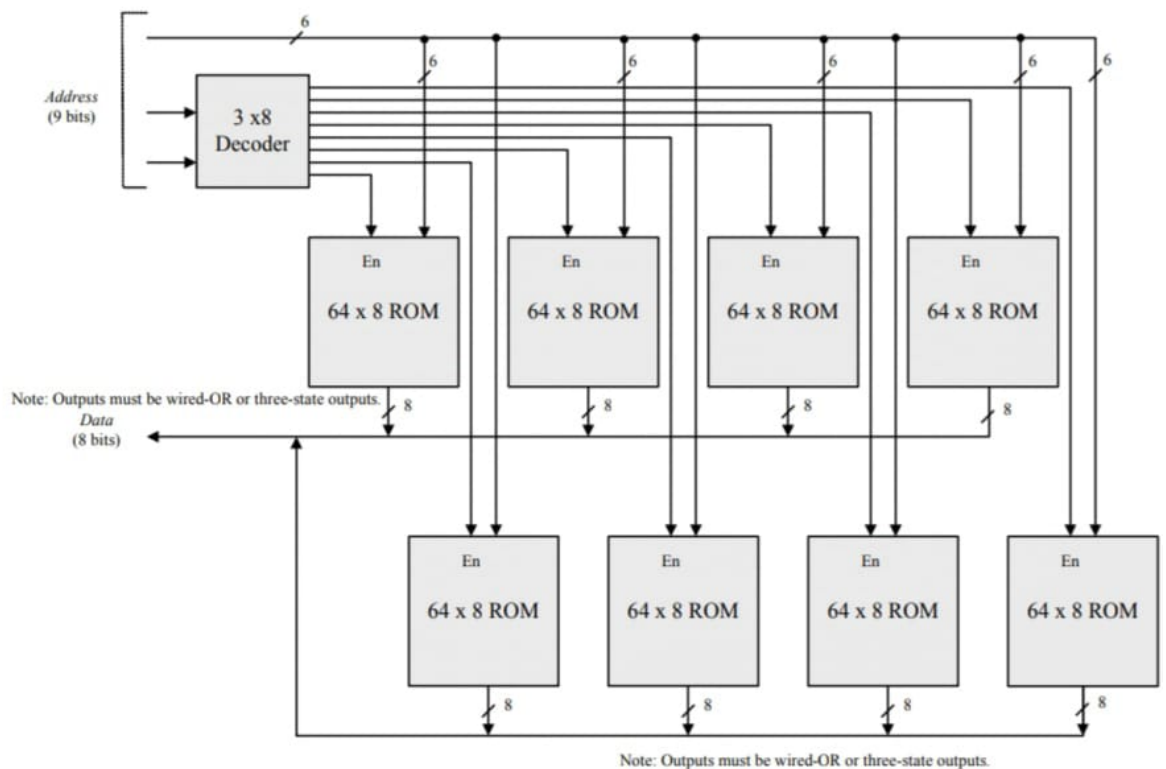 6
6
6
6
6
6
Address
(9 bits)
3 x8
Decoder
En
64 x 8 ROM
En
64 x 8 ROM
En
64 x 8 ROM
En
64 x 8 ROM
Note: Outputs must be wired-OR or three-state outputs.
8
8
8
8
Data
(8 bits)
En
64 x 8 ROM
En
64 x 8 ROM
En
64 x 8 ROM
En
64 x 8 ROM
8
8
8
8
Note: Outputs must be wired-OR or three-state outputs.